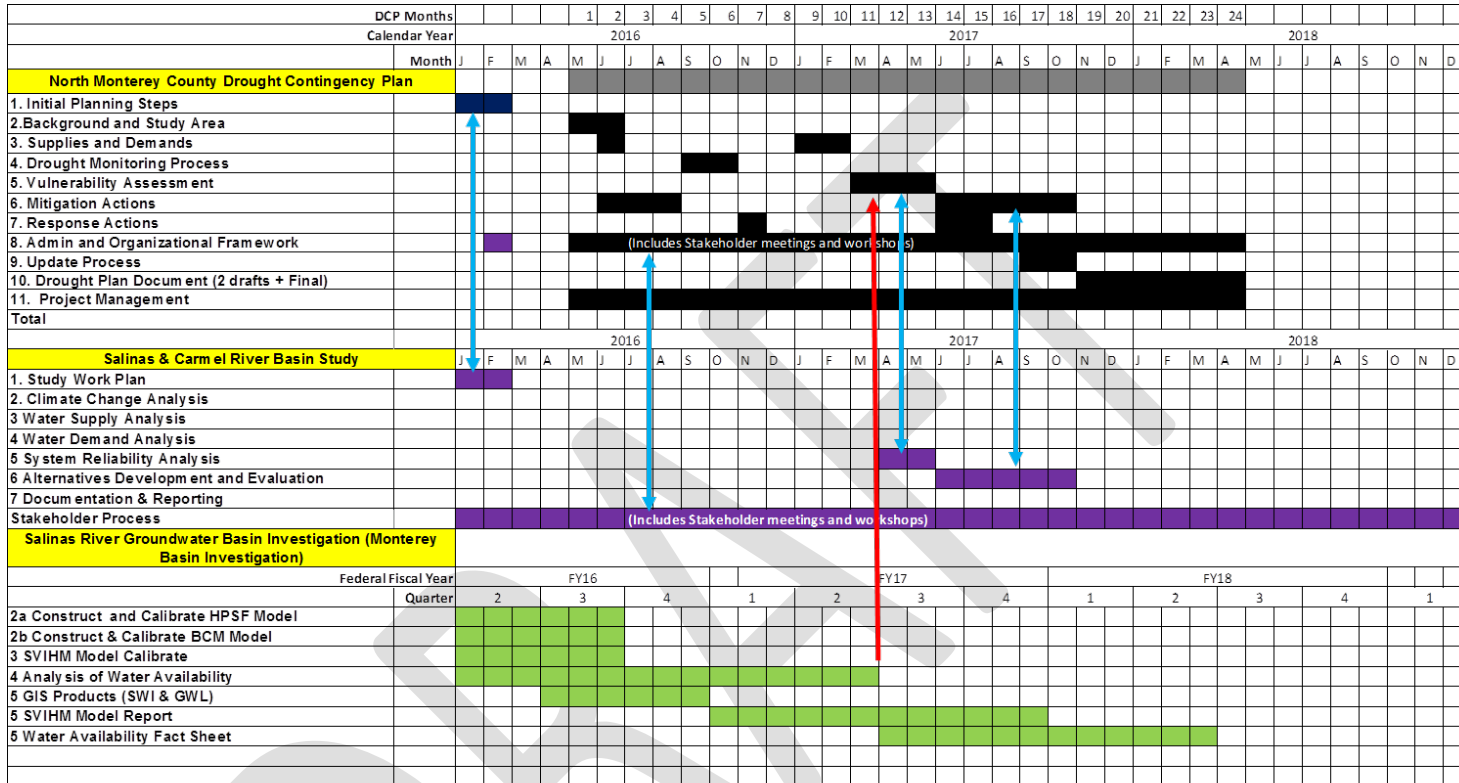 DCP Months 1 2 3 4 5 6 7 8 9 10 11 12 13 14 15 16 17 18 19 20 21 22 23 24
Calendar Year 2016 2017 2018
Month J F M A M J J A S O N D J F M A M J J A S O N D J F M A M J J A S O N D
North Monterey County Drought Contingency Plan
1. Initial Planning Steps
2.Background and Study Area
3. Supplies and Demands
4. Drought Monitoring Process
5. Vulnerability Assessment
6. Mitigation Actions
7. Response Actions
8. Admin and Organizational Framework (Includes Stakeholder meetings and workshops)
9. Update Process
10. Drought Plan Document (2 drafts + Final)
11. Project Management
Total
2016 2017 2018
Salinas & Carmel River Basin Study J F M A M J J A S O N D J F M A M J J A S O N D J F M A M J J A S O N D
1. Study Work Plan
2. Climate Change Analysis
3 Water Supply Analysis
4 Water Demand Analysis
5 System Reliability Analysis
6 Alternatives Development and Evaluation
7 Documentation & Reporting
Stakeholder Process (Includes Stakeholder meetings and workshops)
Salinas River Groundwater Basin Investigation (Monterey
Basin Investigation)
Federal Fiscal Year FY16 FY17 FY18
Quarter 2 3 4 1 2 3 4 1 2 3 4 1
2a Construct and Calibrate HPSF Model
2b Construct & Calibrate BCM Model
3 SVIHM Model Calibrate
4 Analysis of Water Availability
5 GIS Products (SWI & GWL)
5 SVIHM Model Report
5 Water Availability Fact Sheet
DRAFT